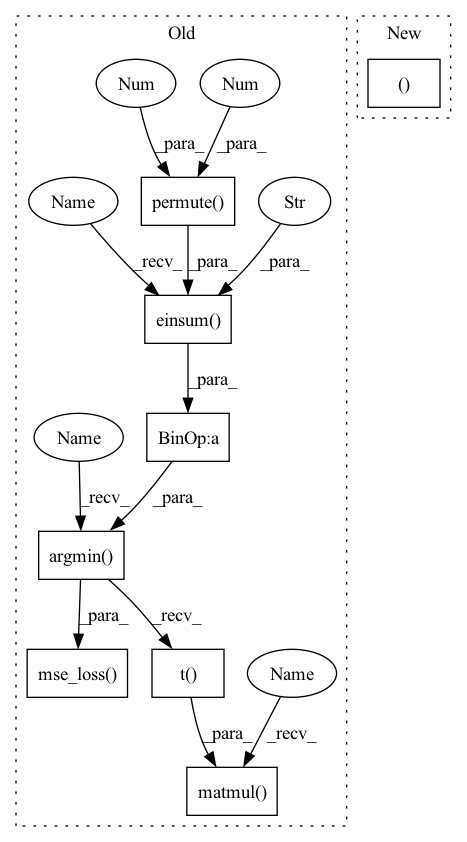 Old
New
Num
Num
()
_para_
_para_
Name
permute()
Str
_recv_
_para_
_para_
einsum()
_para_
Name
BinOp:a
_recv_
_para_
argmin()
_para_
_recv_
mse_loss()
t()
Name
_para_
_recv_
matmul()